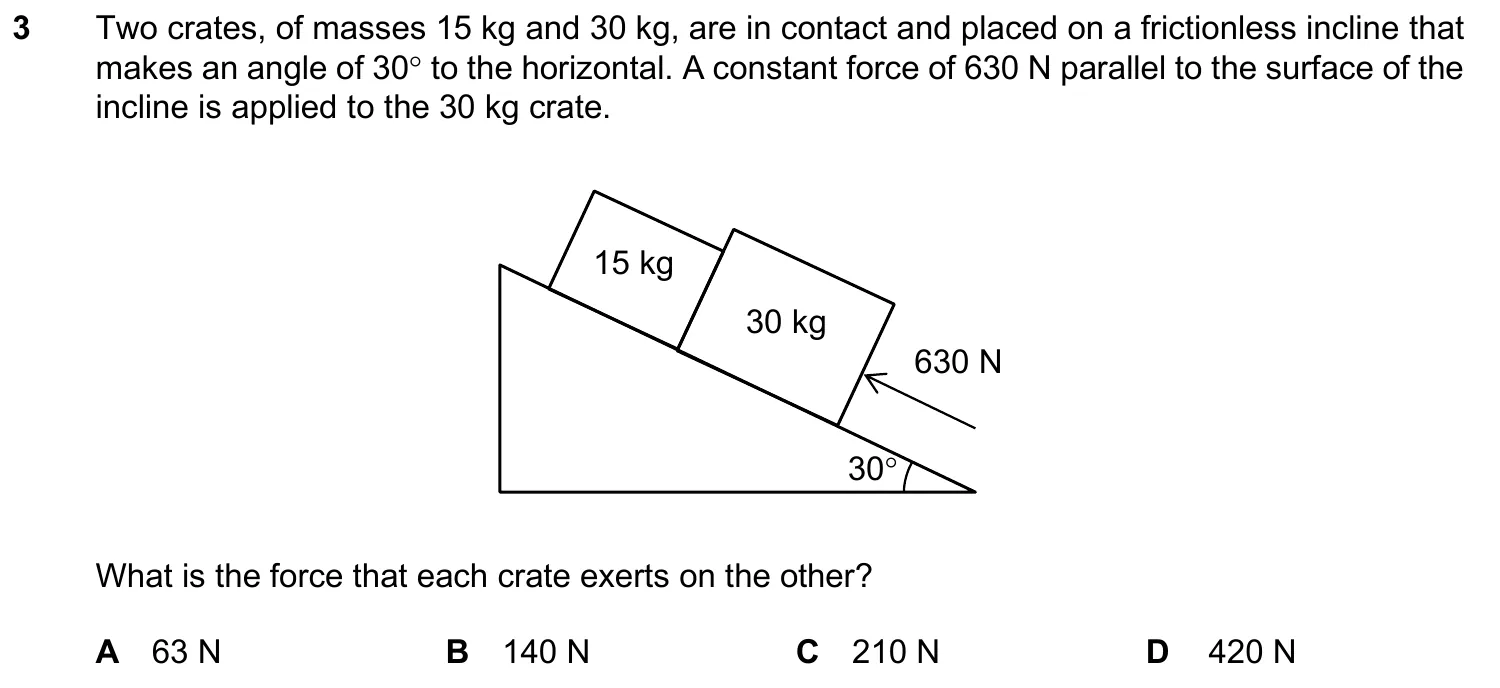 3 Two crates, of masses 15 kg and 30 kg, are in contact and placed on a frictionless incline that
makes an angle of 30° to the horizontal. A constant force of 630 N parallel to the surface of the
incline is applied to the 30 kg crate.
15 kg
30 kg
630 N
30°
What is the force that each crate exerts on the other?
A 63 N B 140 N C 210 N D 420 N